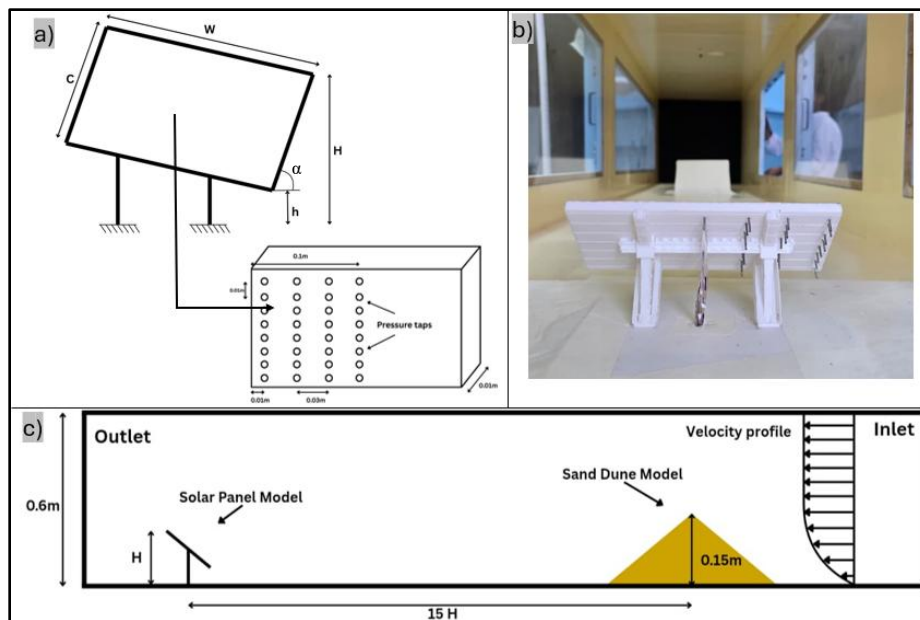 a)
W
C
H
α
h
0.1m
0.01m
Pressure taps
0.01m
0.03m
0.01m
b)
c)
Outlet
Velocity profile
Inlet
Sand Dune Model
Solar Panel Model
0.6m
H
0.15m
15 H